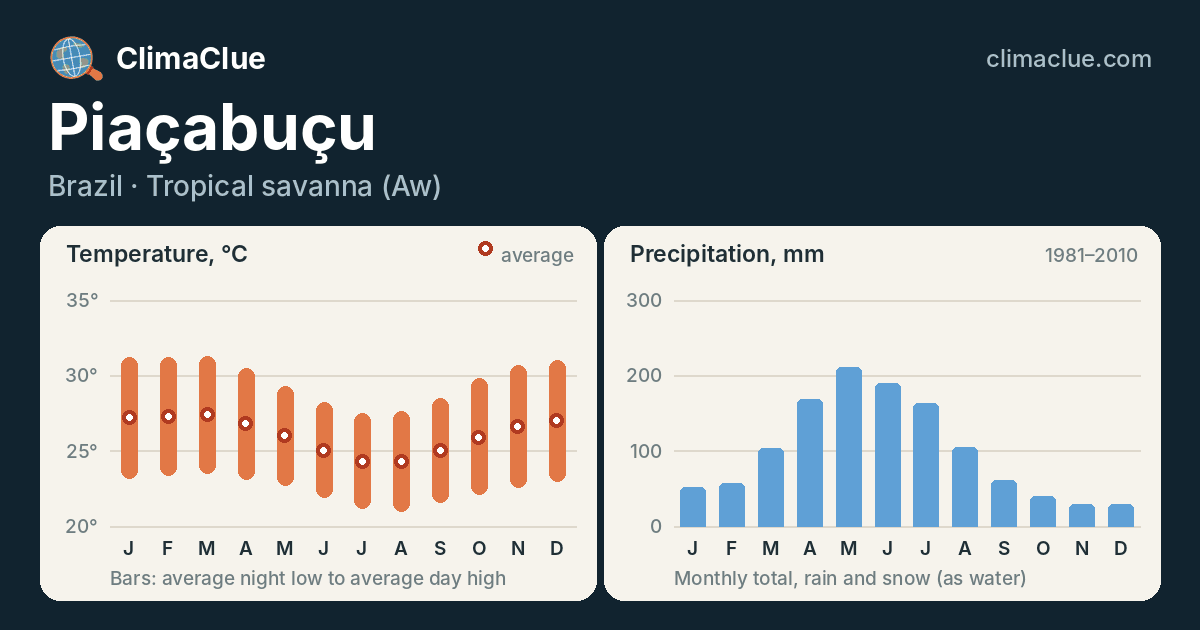 ClimaClue
climaclue.com
Piaçabuçu
Brazil · Tropical savanna (Aw)
Temperature, °C
average
35°
30°
25°
20°
J F M A M J J A S O N D
Bars: average night low to average day high
Precipitation, mm
1981–2010
300
200
100
0
J F M A M J J A S O N D
Monthly total, rain and snow (as water)